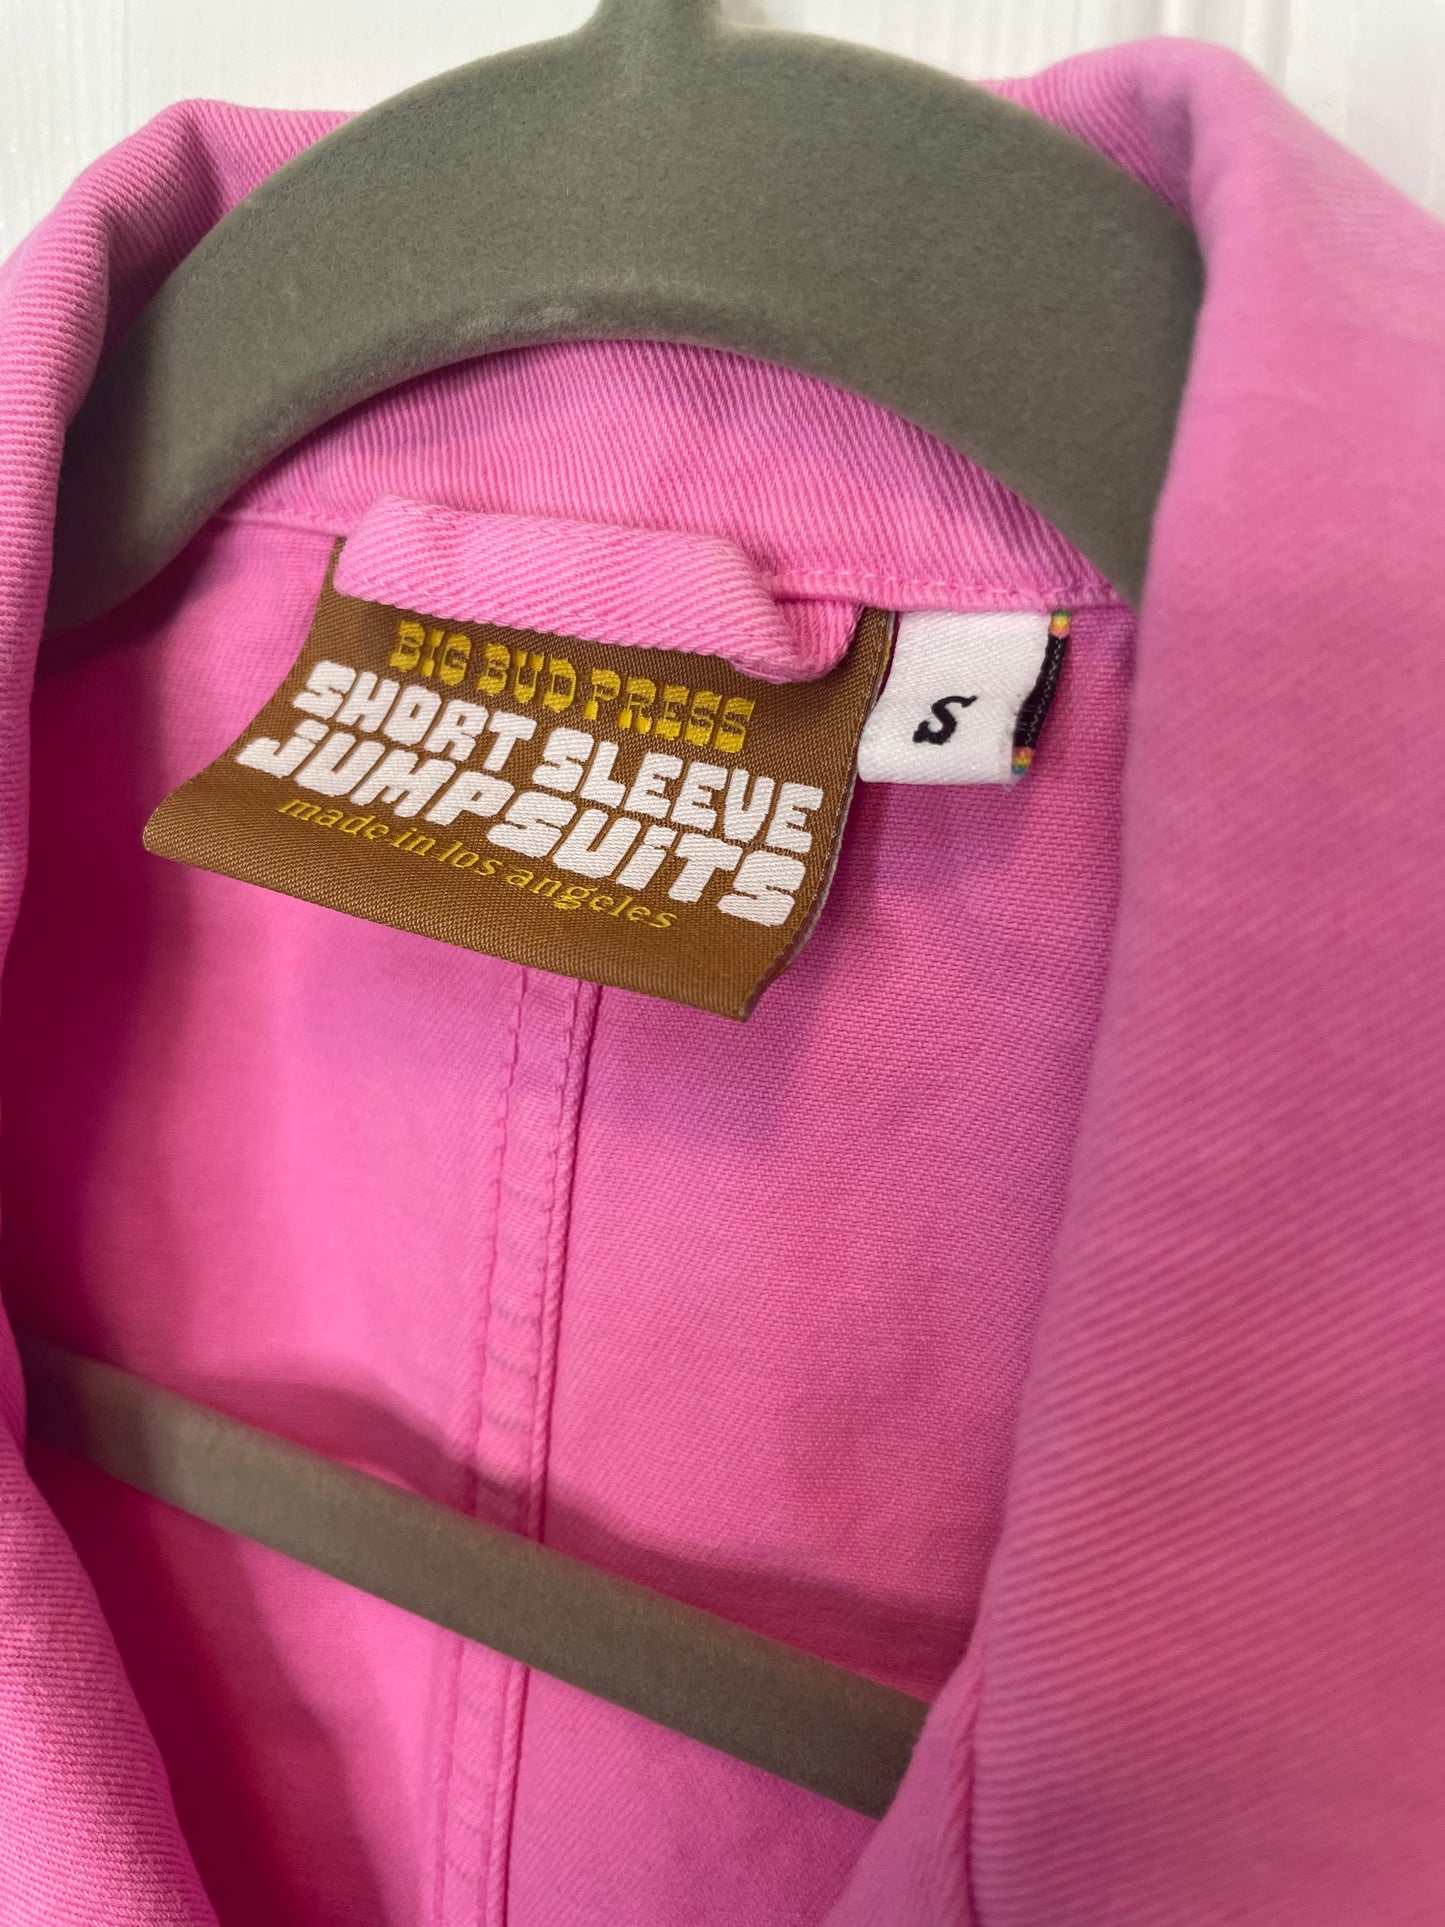 BIG BUD PRESS
SHORT SLEEVE
JUMPSUiTS
made in los angeles
S